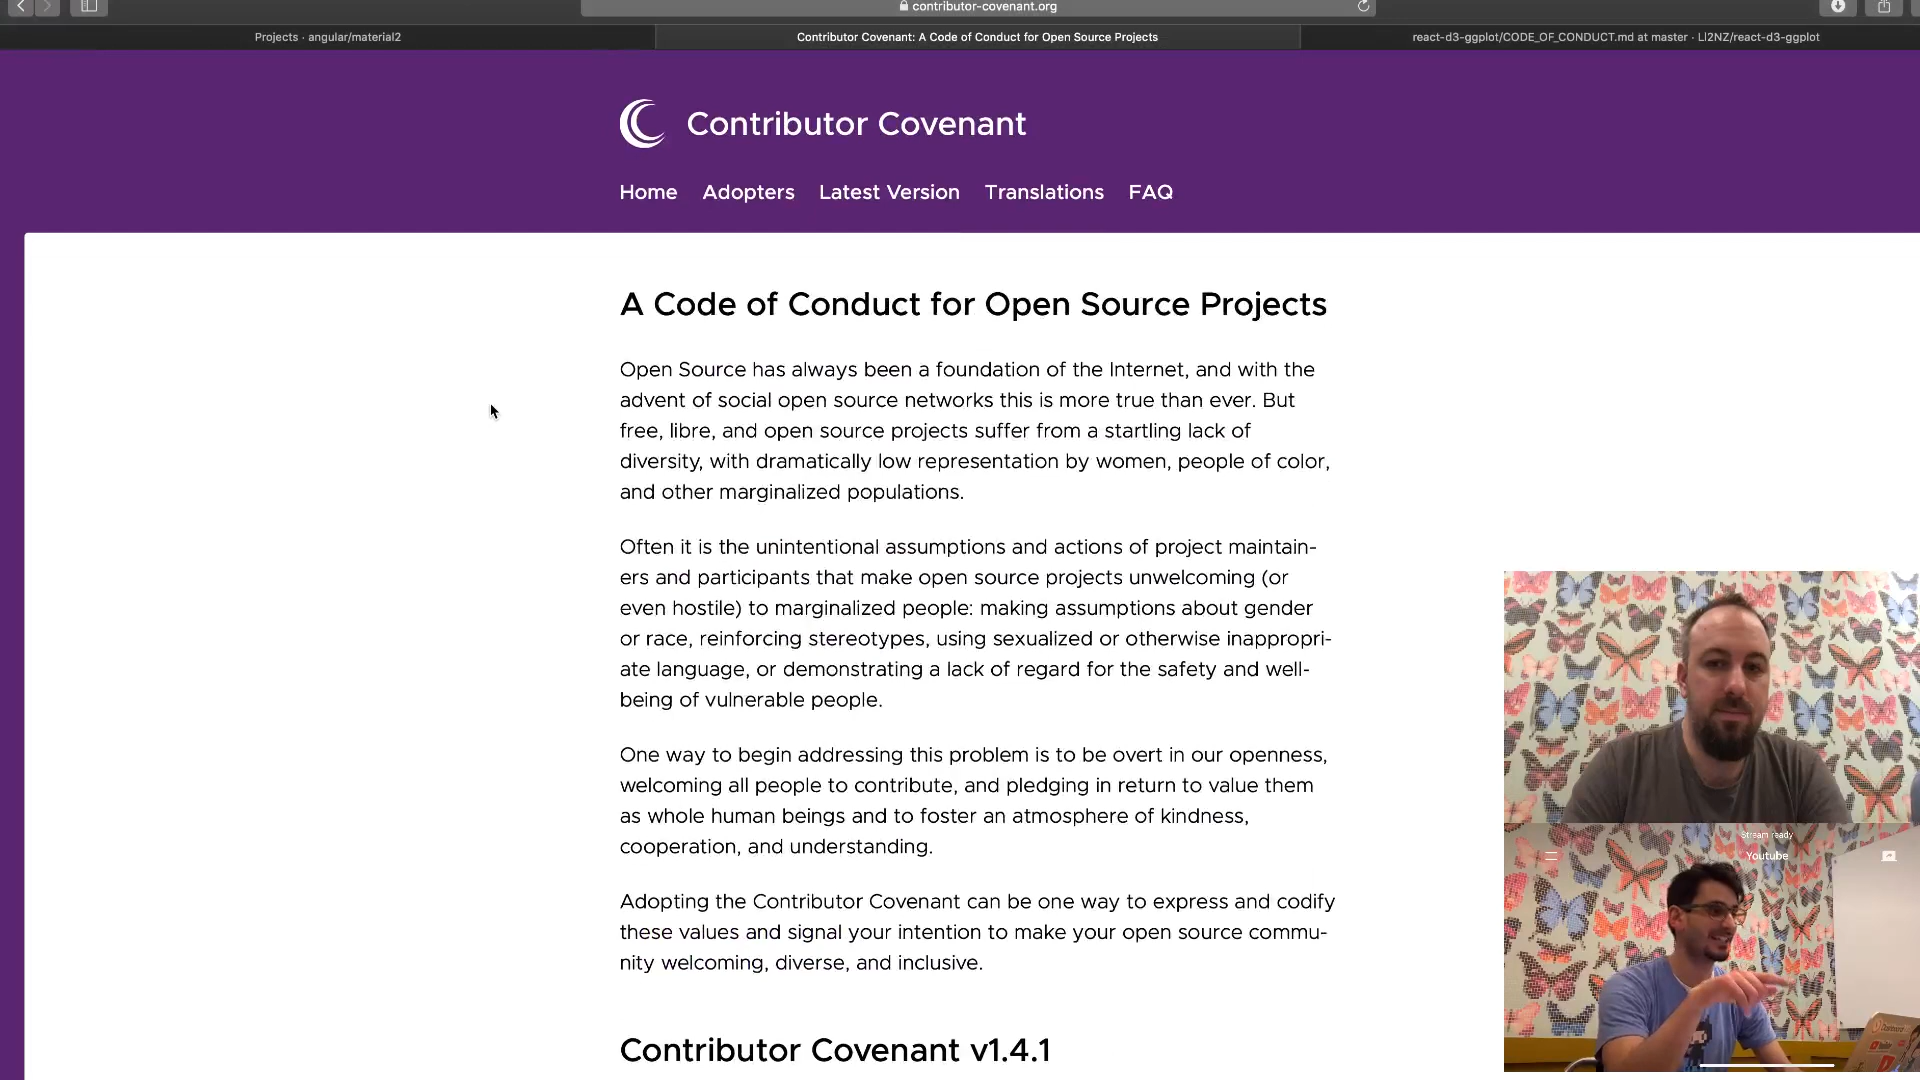 contributor-covenant.org
Projects · angular/material2
Contributor Covenant: A Code of Conduct for Open Source Projects
react-d3-ggplot/CODE_OF_CONDUCT.md at master · LI2NZ/react-d3-ggplot
Contributor Covenant
Home Adopters Latest Version Translations FAQ
A Code of Conduct for Open Source Projects
Open Source has always been a foundation of the Internet, and with the
advent of social open source networks this is more true than ever. But
free, libre, and open source projects suffer from a startling lack of
diversity, with dramatically low representation by women, people of color,
and other marginalized populations.
Often it is the unintentional assumptions and actions of project maintain-
ers and participants that make open source projects unwelcoming (or
even hostile) to marginalized people: making assumptions about gender
or race, reinforcing stereotypes, using sexualized or otherwise inappropri-
ate language, or demonstrating a lack of regard for the safety and well-
being of vulnerable people.
One way to begin addressing this problem is to be overt in our openness,
welcoming all people to contribute, and pledging in return to value them
as whole human beings and to foster an atmosphere of kindness,
cooperation, and understanding.
Adopting the Contributor Covenant can be one way to express and codify
these values and signal your intention to make your open source commu-
nity welcoming, diverse, and inclusive.
Contributor Covenant v1.4.1
Stream ready
Youtube